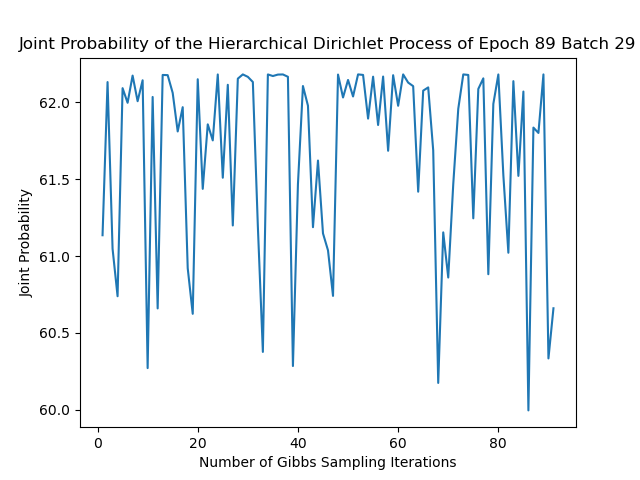 Joint Probability of the Hierarchical Dirichlet Process of Epoch 89 Batch 29
62.0
61.5
61.0
60.5
60.0
Joint Probability
0 20 40 60 80
Number of Gibbs Sampling Iterations